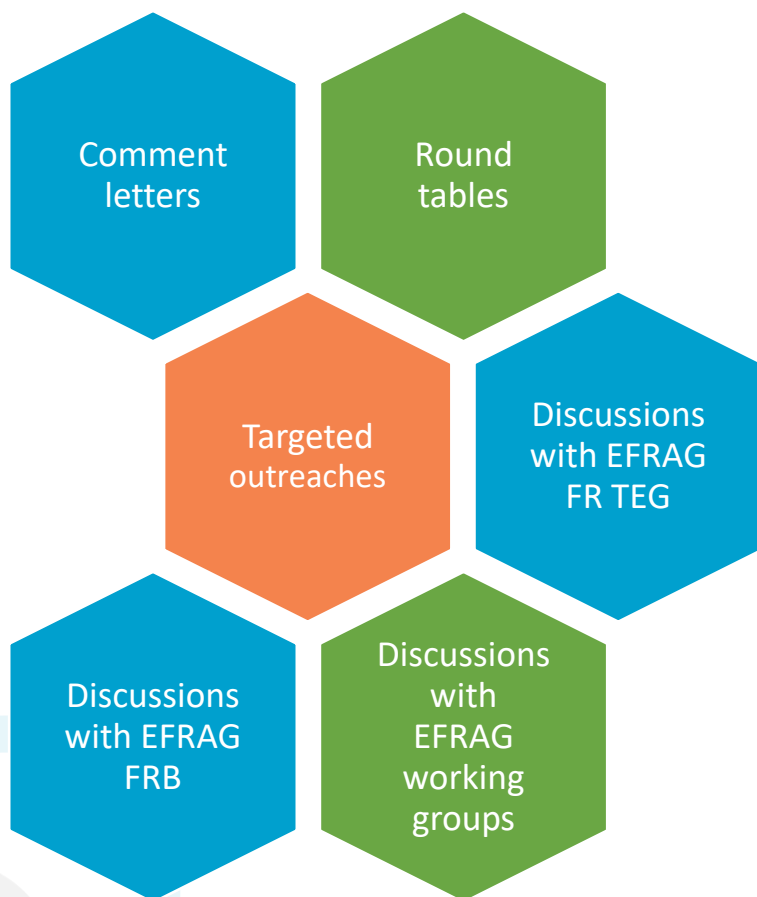 Comment
letters
Round
tables
Targeted
outreaches
Discussions
with EFRAG
FR TEG
Discussions
with EFRAG
FRB
Discussions
with
EFRAG
working
groups